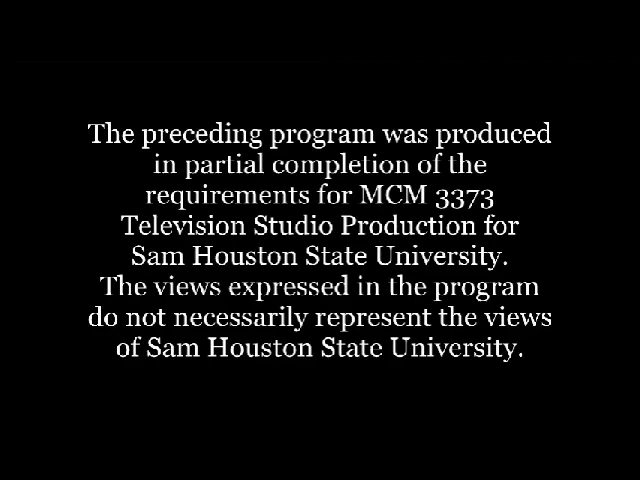 The preceding program was produced
in partial completion of the
requirements for MCM 3373
Television Studio Production for
Sam Houston State University.
The views expressed in the program
do not necessarily represent the views
of Sam Houston State University.